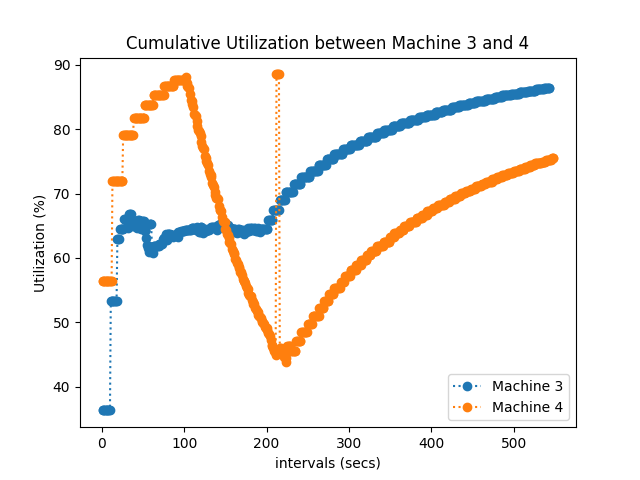 Cumulative Utilization between Machine 3 and 4
Utilization (%)
90
80
70
60
50
40
0 100 200 300 400 500
intervals (secs)
Machine 3
Machine 4